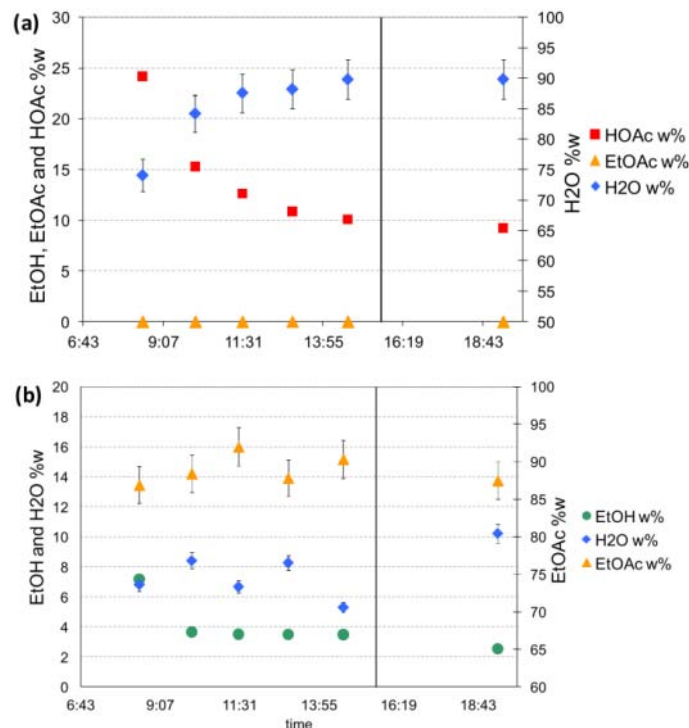 (a)
30
25
20
15
10
5
0
EtOH, EtOAc and HOAc %w
100
95
90
85
80
75
70
65
60
55
50
H2O %w
6:43 9:07 11:31 13:55 16:19 18:43
HOAc w%
EtOAc w%
H2O w%
(b)
20
18
16
14
12
10
8
6
4
2
0
EtOH and H2O %w
100
95
90
85
80
75
70
65
60
EtOAc %w
6:43 9:07 11:31 13:55 16:19 18:43
time
EtOH w%
H2O w%
EtOAc w%